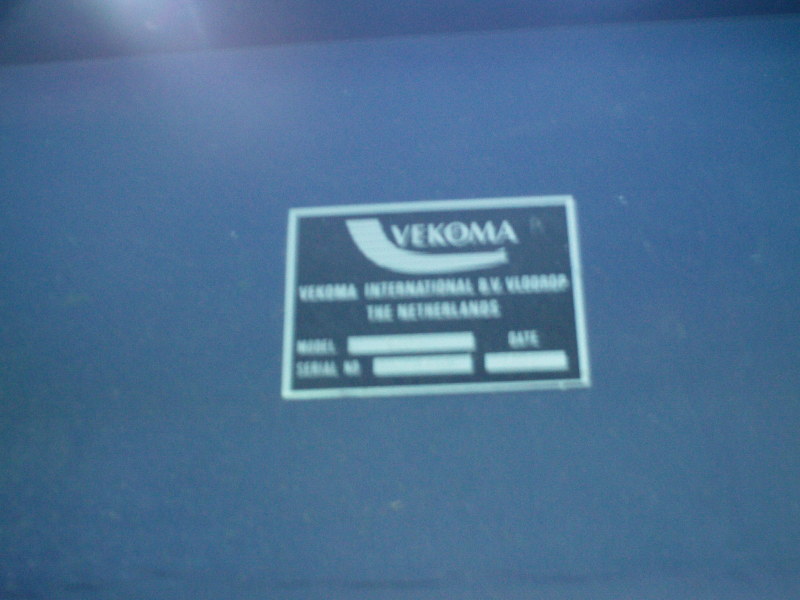 VEKOMA
VEKOMA INTERNATIONAL B.V. VLODROP
THE NETHERLANDS
MODEL
DATE
SERIAL NO